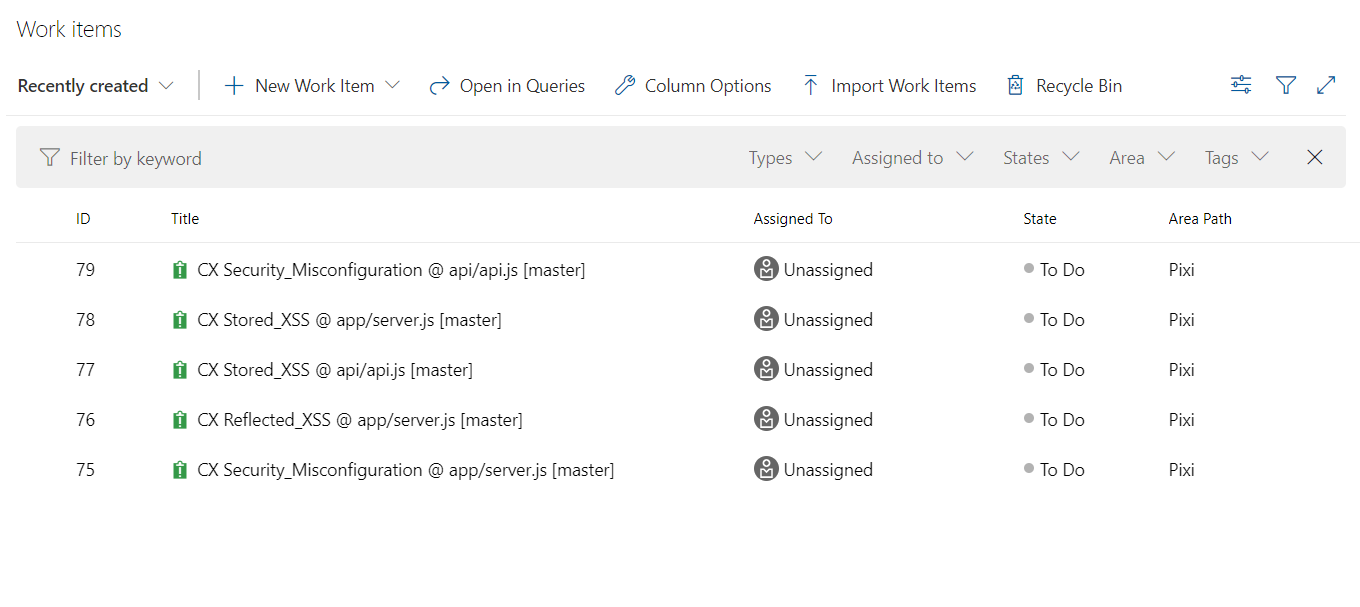 Work items
Recently created New Work Item Open in Queries Column Options Import Work Items Recycle Bin
Filter by keyword Types Assigned to States Area Tags
ID Title Assigned To State Area Path
79 CX Security_Misconfiguration @ api/api.js [master] Unassigned To Do Pixi
78 CX Stored_XSS @ app/server.js [master] Unassigned To Do Pixi
77 CX Stored_XSS @ api/api.js [master] Unassigned To Do Pixi
76 CX Reflected_XSS @ app/server.js [master] Unassigned To Do Pixi
75 CX Security_Misconfiguration @ app/server.js [master] Unassigned To Do Pixi